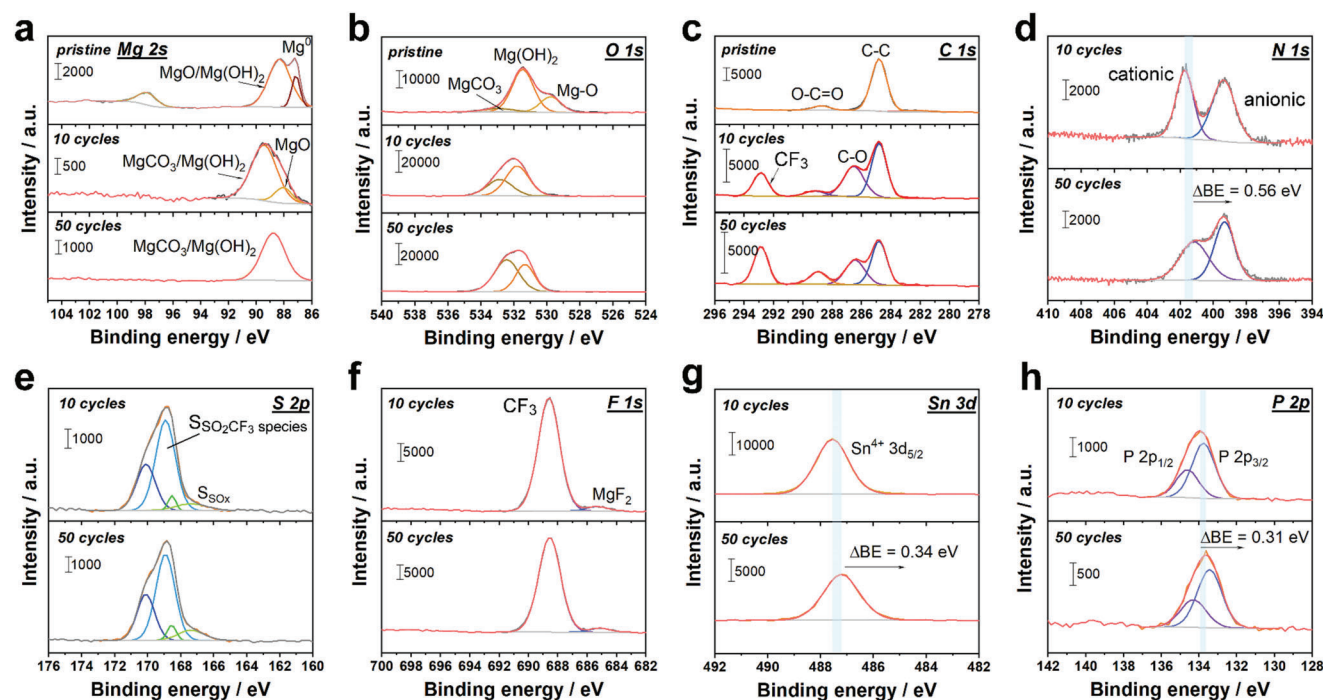 a
pristine
Mg 2s
Mg⁰
2000
MgO/Mg(OH)₂
10 cycles
500
MgCO₃/Mg(OH)₂
MgO
50 cycles
1000
MgCO₃/Mg(OH)₂
104 102 100 98 96 94 92 90 88 86
Binding energy / eV
Intensity / a.u.
b
pristine
O 1s
10000
Mg(OH)₂
MgCO₃
Mg-O
10 cycles
20000
50 cycles
20000
540 538 536 534 532 530 528 526 524
Binding energy / eV
Intensity / a.u.
c
pristine
C 1s
C-C
5000
O-C=O
10 cycles
5000
CF₃
C-O
50 cycles
5000
296 294 292 290 288 286 284 282 280 278
Binding energy / eV
Intensity / a.u.
d
10 cycles
N 1s
2000
cationic
anionic
50 cycles
ΔBE = 0.56 eV
2000
410 408 406 404 402 400 398 396 394
Binding energy / eV
Intensity / a.u.
e
10 cycles
S 2p
1000
S_SO₂CF₃ species
S_SOx
50 cycles
1000
176 174 172 170 168 166 164 162 160
Binding energy / eV
Intensity / a.u.
f
10 cycles
F 1s
CF₃
5000
MgF₂
50 cycles
5000
700 698 696 694 692 690 688 686 684 682
Binding energy / eV
Intensity / a.u.
g
10 cycles
Sn 3d
10000
Sn⁴⁺ 3d₅/₂
50 cycles
ΔBE = 0.34 eV
5000
492 490 488 486 484 482
Binding energy / eV
Intensity / a.u.
h
10 cycles
P 2p
1000
P 2p₁/₂
P 2p₃/₂
50 cycles
ΔBE = 0.31 eV
500
142 140 138 136 134 132 130 128
Binding energy / eV
Intensity / a.u.